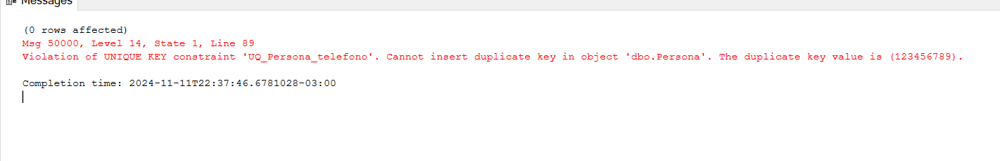 Messages
(0 rows affected)
Msg 50000, Level 14, State 1, Line 89
Violation of UNIQUE KEY constraint 'UQ_Persona_telefono'. Cannot insert duplicate key in object 'dbo.Persona'. The duplicate key value is (123456789).
Completion time: 2024-11-11T22:37:46.6781028-03:00